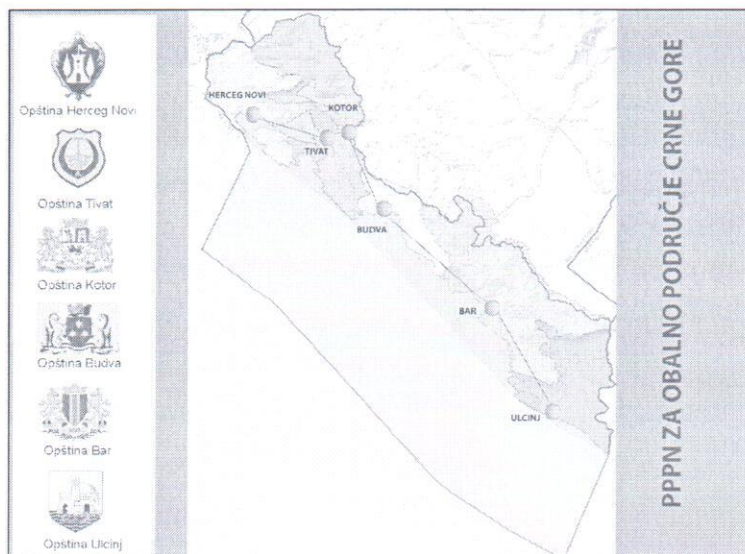 Opština Herceg Novi
Opština Tivat
Opština Kotor
Opština Budva
Opština Bar
Opština Ulcinj
HERCEG NOVI
KOTOR
TIVAT
BUDVA
BAR
ULCINJ
PPPN ZA OBALNO PODRUČJE CRNE GORE